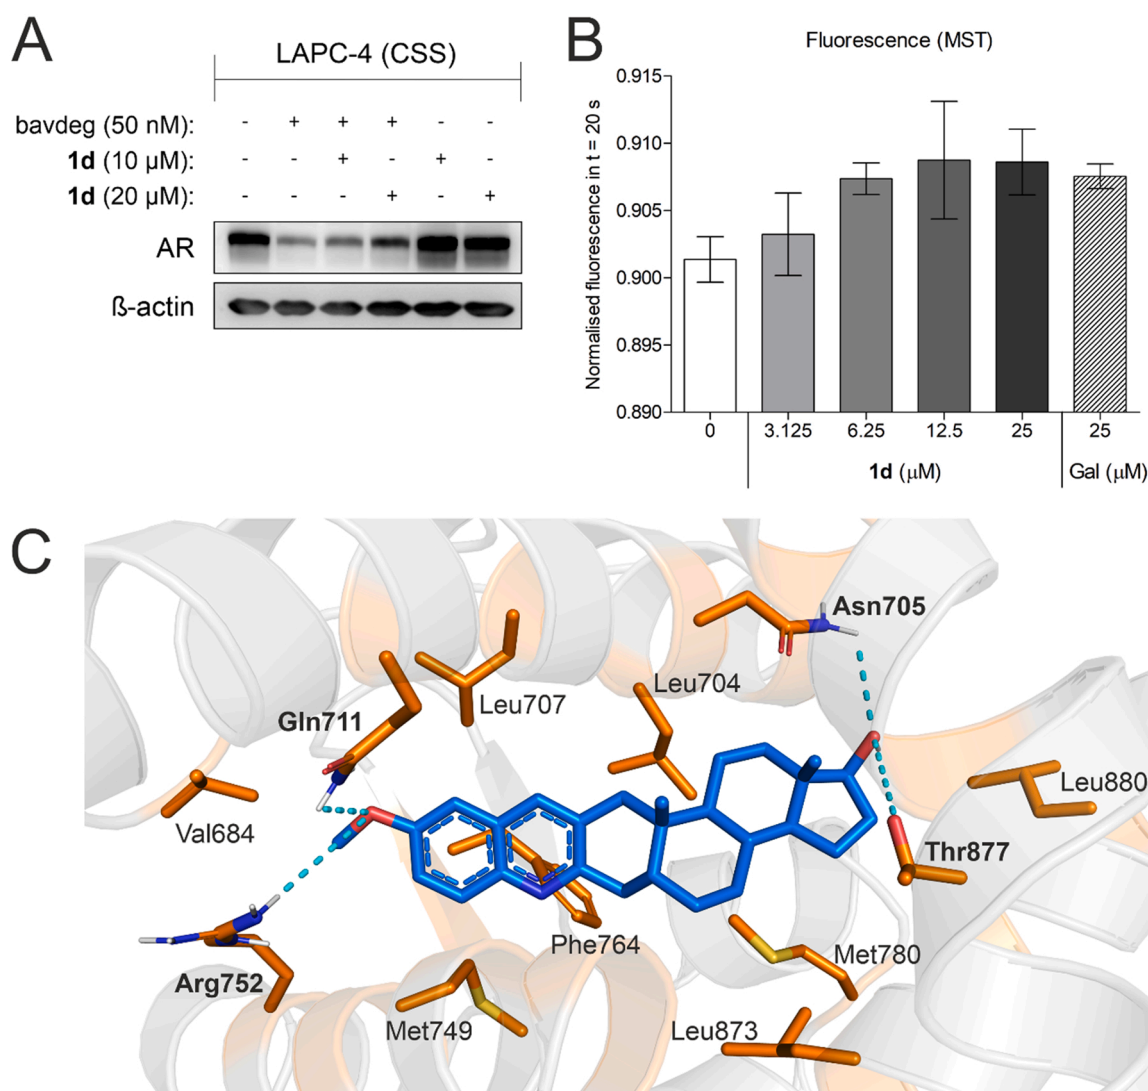 A
LAPC-4 (CSS)
bavdeg (50 nM): - + + + - -
1d (10 µM): - - + - + -
1d (20 µM): - - - + - +
AR
ß-actin
B
Fluorescence (MST)
Normalised fluorescence in t = 20 s
0.915
0.910
0.905
0.900
0.895
0.890
0 3.125 6.25 12.5 25 25
1d (µM) Gal (µM)
C
Asn705
Leu704
Leu707
Gln711
Leu880
Val684
Thr877
Phe764
Met780
Arg752
Met749
Leu873